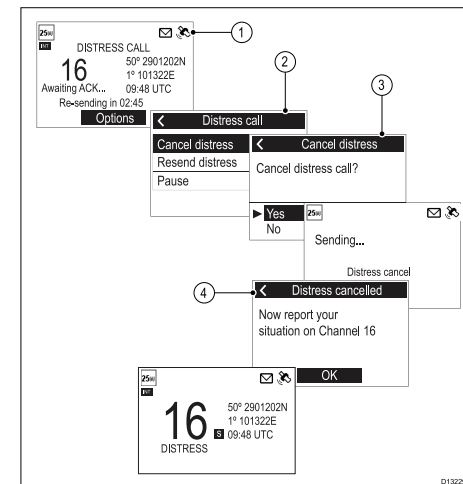 1
25W
INT
DISTRESS CALL
16
50º 2901202N
1º 101322E
Awaiting ACK... 09:48 UTC
Re-sending in 02:45
Options
2
Distress call
Cancel distress
Resend distress
Pause
3
Cancel distress
Cancel distress call?
Yes
No
25W
Sending...
Distress cancel
4
Distress cancelled
Now report your
situation on Channel 16
OK
25W
INT
16
50º 2901202N
1º 101322E
S 09:48 UTC
DISTRESS